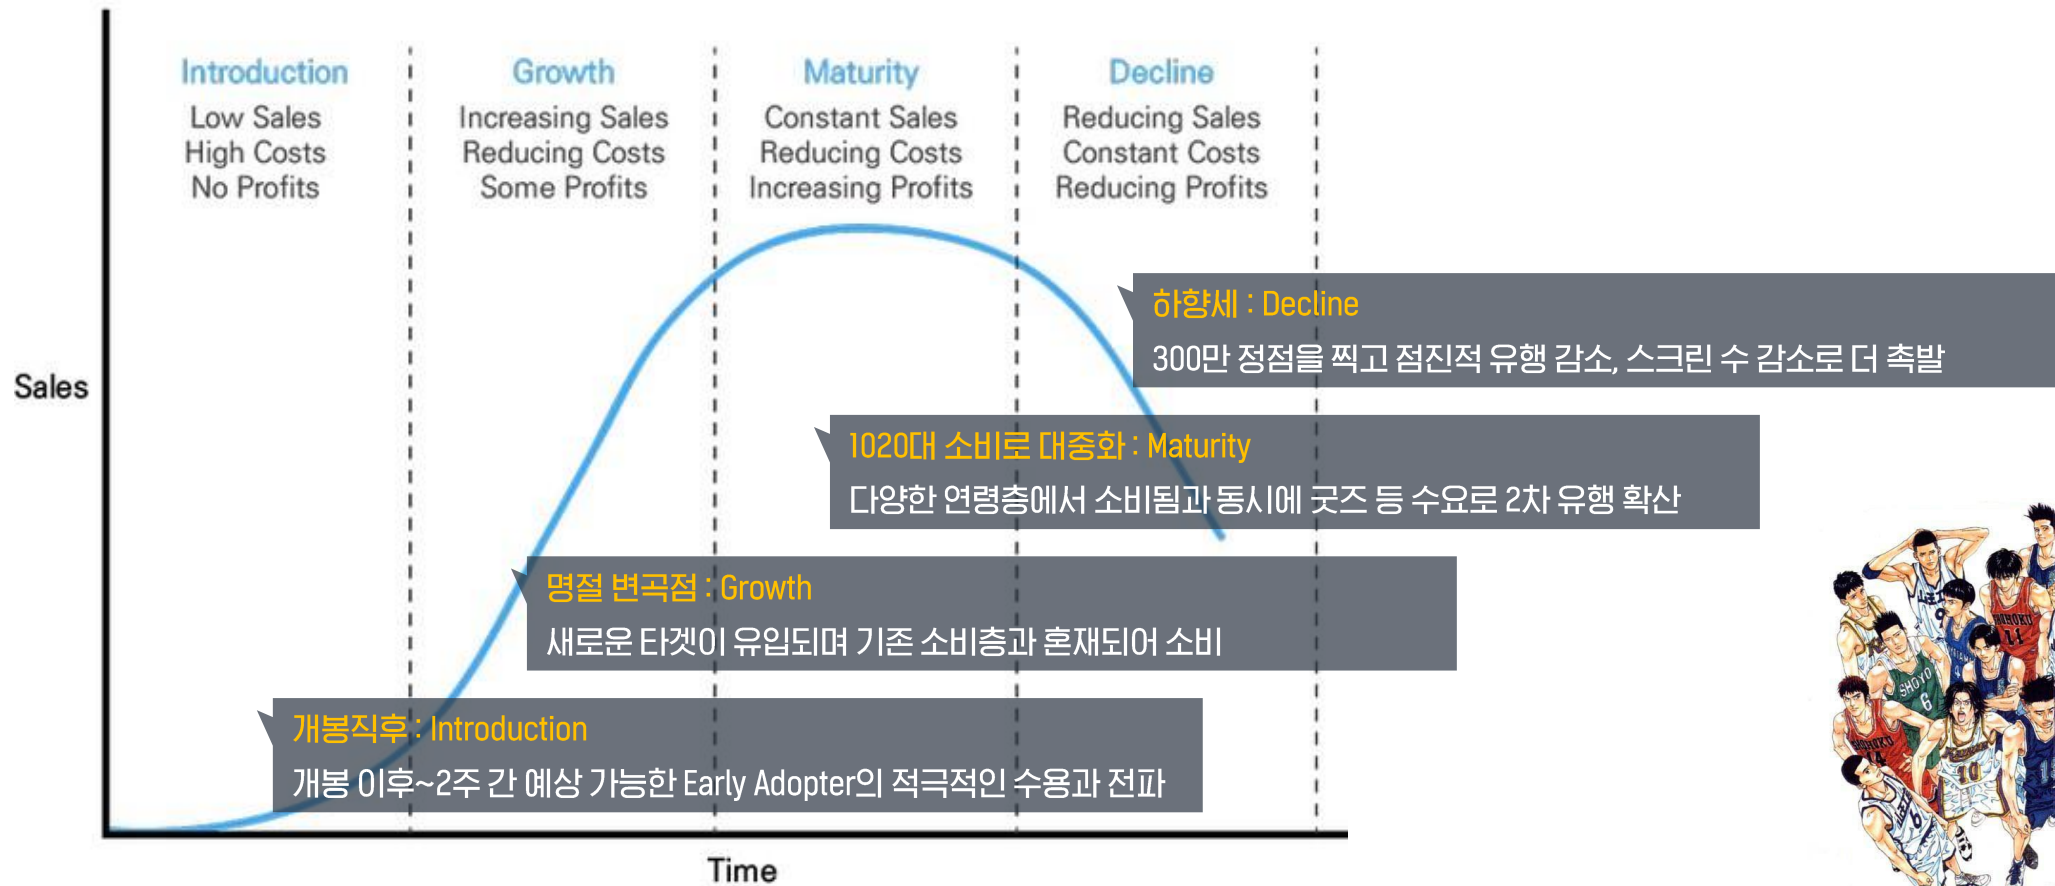 Introduction
Low Sales
High Costs
No Profits
Growth
Increasing Sales
Reducing Costs
Some Profits
Maturity
Constant Sales
Reducing Costs
Increasing Profits
Decline
Reducing Sales
Constant Costs
Reducing Profits
하향세 : Decline
300만 정점을 찍고 점진적 유행 감소, 스크린 수 감소로 더 촉발
Sales
1020대 소비로 대중화 : Maturity
다양한 연령층에서 소비됨과 동시에 굿즈 등 수요로 2차 유행 확산
명절 변곡점 : Growth
새로운 타겟이 유입되며 기존 소비층과 혼재되어 소비
개봉직후 : Introduction
개봉 이후~2주 간 예상 가능한 Early Adopter의 적극적인 수용과 전파
Time
SHOHOKU
11
SHOYO
6
SHOHOKU
14
10
6